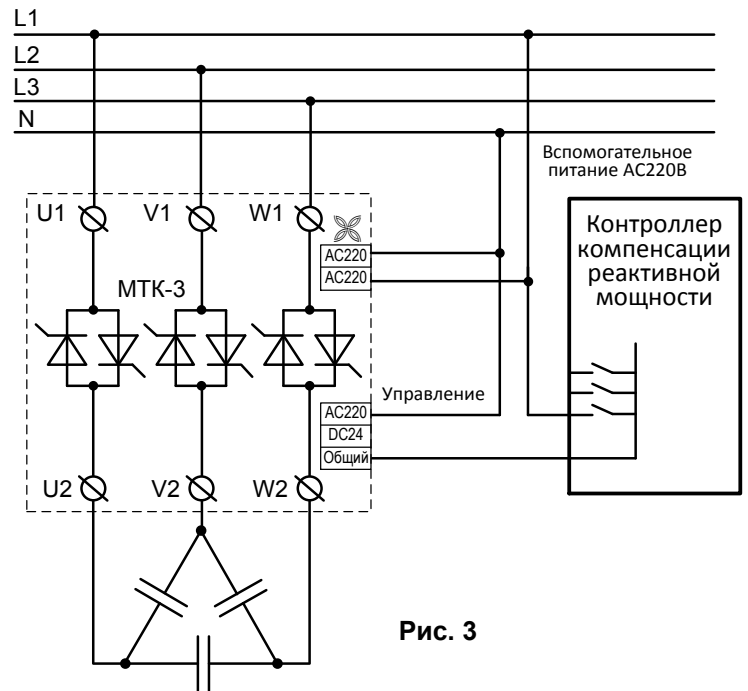 L1
L2
L3
N
Вспомогательное
питание AC220В
U1
V1
W1
AC220
AC220
МТК-3
Контроллер
компенсации
реактивной
мощности
Управление
AC220
DC24
Общий
U2
V2
W2
Рис. 3